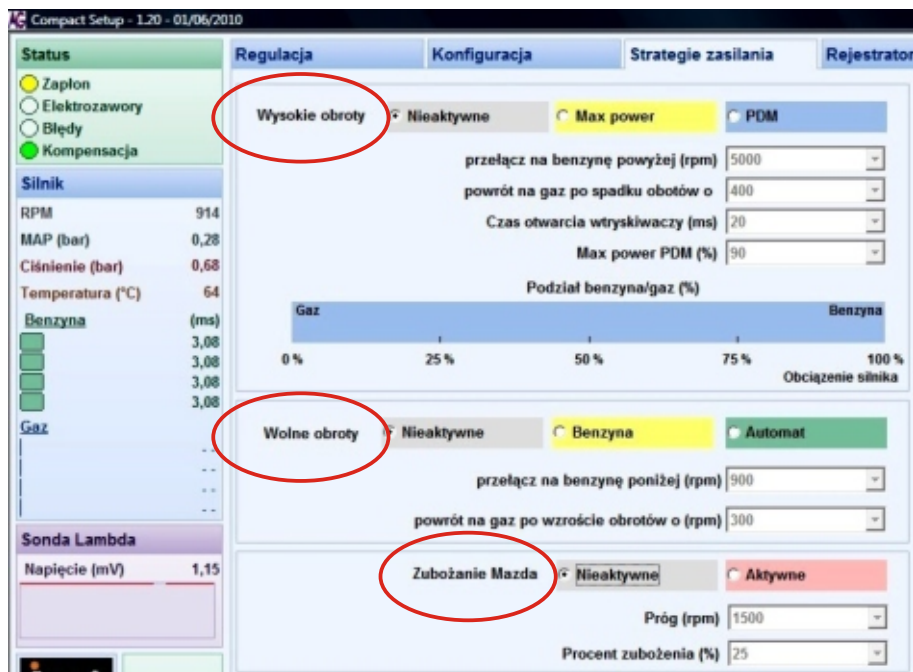 Compact Setup - 1.20 - 01/06/2010
Status
Zapłon
Elektrozawory
Błędy
Kompensacja
Silnik
RPM 914
MAP (bar) 0,28
Ciśnienie (bar) 0,68
Temperatura (°C) 64
Benzyna (ms)
3,08
3,08
3,08
3,08
Gaz
- -
- -
- -
- -
Sonda Lambda
Napięcie (mV) 1,15
Regulacja Konfiguracja Strategie zasilania Rejestrator
Wysokie obroty Nieaktywne Max power PDM
przełącz na benzynę powyżej (rpm) 5000
powrót na gaz po spadku obotów o 400
Czas otwarcia wtryskiwaczy (ms) 20
Max power PDM (%) 90
Podział benzyna/gaz (%)
Gaz Benzyna
0 % 25 % 50 % 75 % 100 %
Obciązenie silnika
Wolne obroty Nieaktywne Benzyna Automat
przełącz na benzynę poniżej (rpm) 900
powrót na gaz po wzroście obrotów o (rpm) 300
Zubożanie Mazda Nieaktywne Aktywne
Próg (rpm) 1500
Procent zubożenia (%) 25